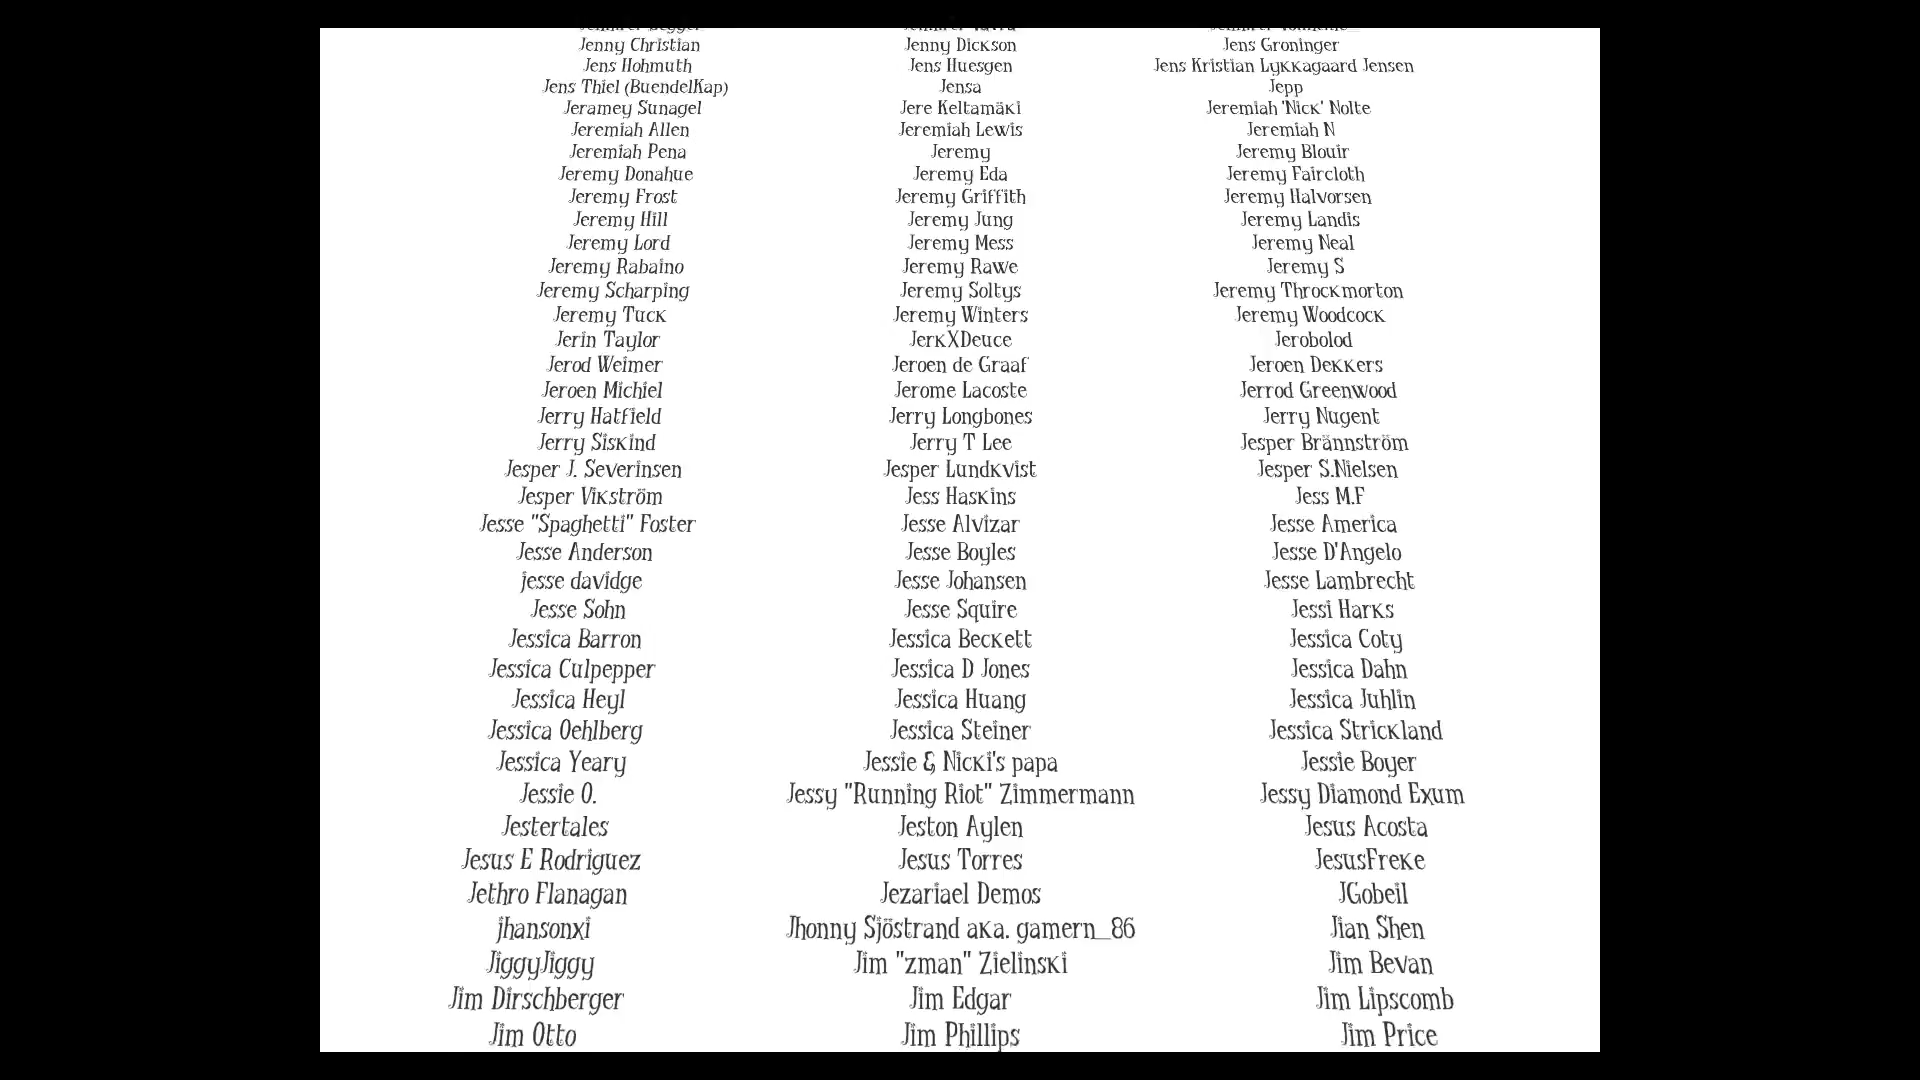 Jenny Christian Jenny Dickson Jens Groninger
Jens Hohmuth Jens Huesgen Jens Kristian Lykkagaard Jensen
Jens Thiel (BuendelKap) Jensa Jepp
Jeramey Sunagel Jere Keltamäki Jeremiah 'Nick' Nolte
Jeremiah Allen Jeremiah Lewis Jeremiah N
Jeremiah Pena Jeremy Jeremy Blouir
Jeremy Donahue Jeremy Eda Jeremy Faircloth
Jeremy Frost Jeremy Griffith Jeremy Halvorsen
Jeremy Hill Jeremy Jung Jeremy Landis
Jeremy Lord Jeremy Mess Jeremy Neal
Jeremy Rabaino Jeremy Rawe Jeremy S
Jeremy Scharping Jeremy Soltys Jeremy Throckmorton
Jeremy Tuck Jeremy Winters Jeremy Woodcock
Jerin Taylor JerkXDeuce Jerobolod
Jerod Weimer Jeroen de Graaf Jeroen Dekkers
Jeroen Michiel Jerome Lacoste Jerrod Greenwood
Jerry Hatfield Jerry Longbones Jerry Nugent
Jerry Siskind Jerry T Lee Jesper Brännström
Jesper J. Severinsen Jesper Lundkvist Jesper S.Nielsen
Jesper Vikström Jess Haskins Jess M.F
Jesse "Spaghetti" Foster Jesse Alvizar Jesse America
Jesse Anderson Jesse Boyles Jesse D'Angelo
jesse davidge Jesse Johansen Jesse Lambrecht
Jesse Sohn Jesse Squire Jessi Harks
Jessica Barron Jessica Beckett Jessica Coty
Jessica Culpepper Jessica D Jones Jessica Dahn
Jessica Heyl Jessica Huang Jessica Juhlin
Jessica Oehlberg Jessica Steiner Jessica Strickland
Jessica Yeary Jessie & Nicki's papa Jessie Boyer
Jessie O. Jessy "Running Riot" Zimmermann Jessy Diamond Exum
Jestertales Jeston Aylen Jesus Acosta
Jesus E Rodriguez Jesus Torres JesusFreke
Jethro Flanagan Jezariael Demos JGobeil
jhansonxi Jhonny Sjöstrand aka. gamern_86 Jian Shen
JiggyJiggy Jim "zman" Zielinski Jim Bevan
Jim Dirschberger Jim Edgar Jim Lipscomb
Jim Otto Jim Phillips Jim Price